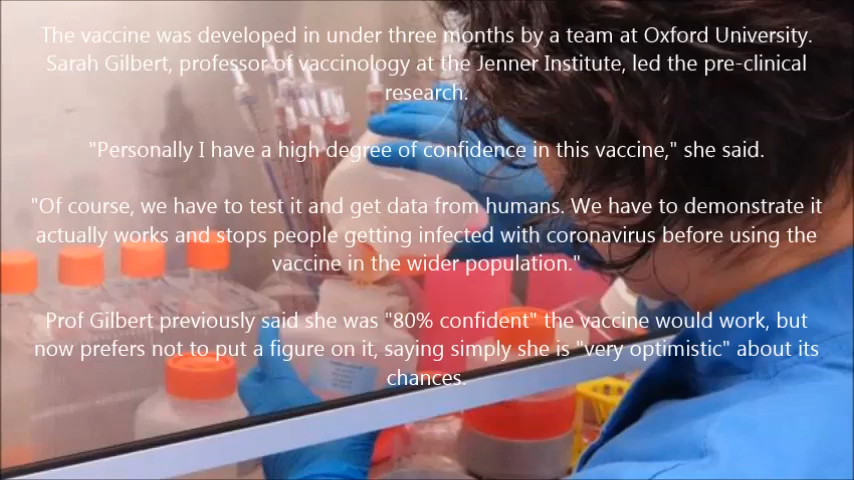 The vaccine was developed in under three months by a team at Oxford University.
Sarah Gilbert, professor of vaccinology at the Jenner Institute, led the pre-clinical
research.
"Personally I have a high degree of confidence in this vaccine," she said.
"Of course, we have to test it and get data from humans. We have to demonstrate it
actually works and stops people getting infected with coronavirus before using the
vaccine in the wider population."
Prof Gilbert previously said she was "80% confident" the vaccine would work, but
now prefers not to put a figure on it, saying simply she is "very optimistic" about its
chances.